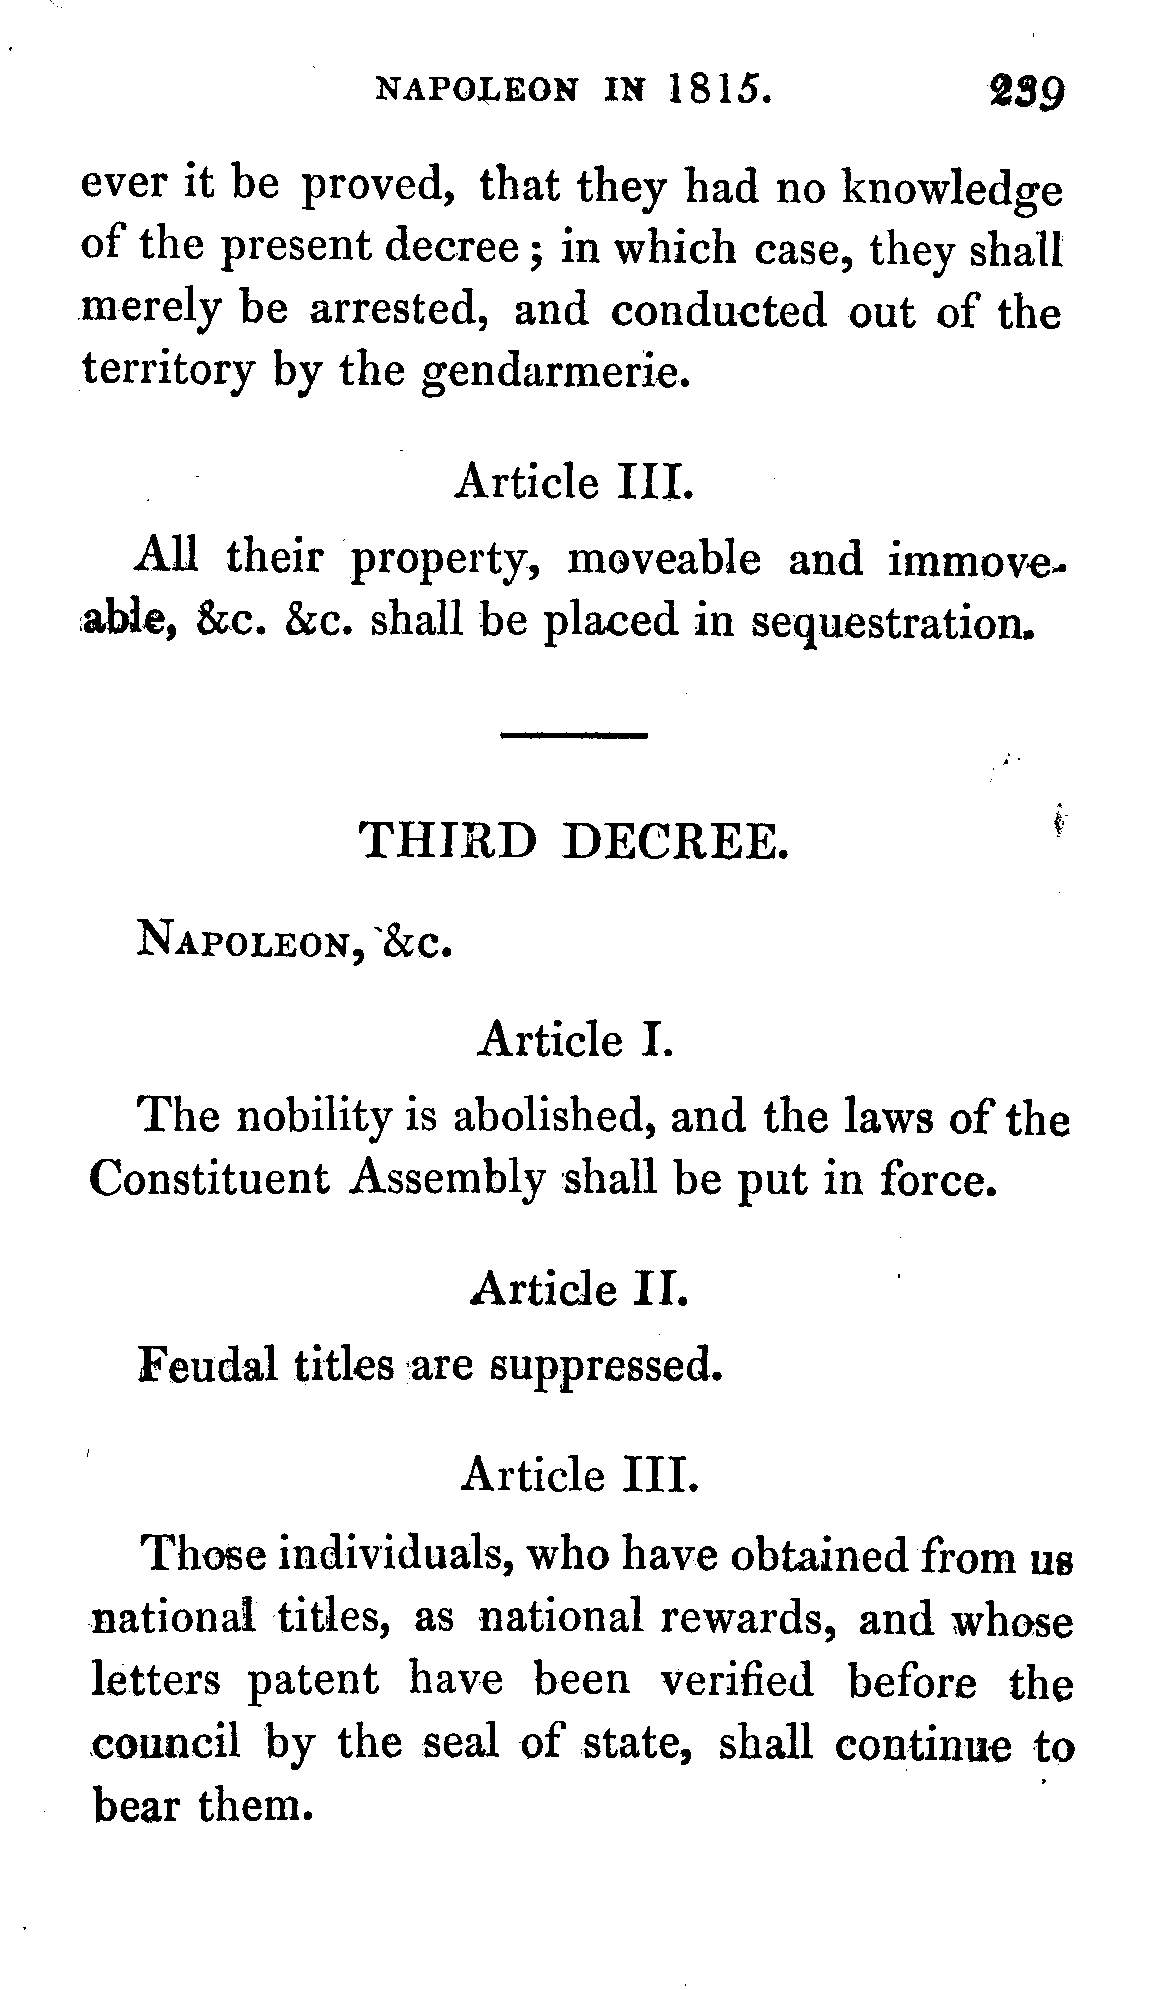 NAPOLEON IN 1815. 239
ever it be proved, that they had no knowledge
of the present decree; in which case, they shall
merely be arrested, and conducted out of the
territory by the gendarmerie.
Article III.
All their property, moveable and immove-
able, &c. &c. shall be placed in sequestration.
THIRD DECREE.
NAPOLEON, &c.
Article I.
The nobility is abolished, and the laws of the
Constituent Assembly shall be put in force.
Article II.
Feudal titles are suppressed.
Article III.
Those individuals, who have obtained from us
national titles, as national rewards, and whose
letters patent have been verified before the
council by the seal of state, shall continue to
bear them.